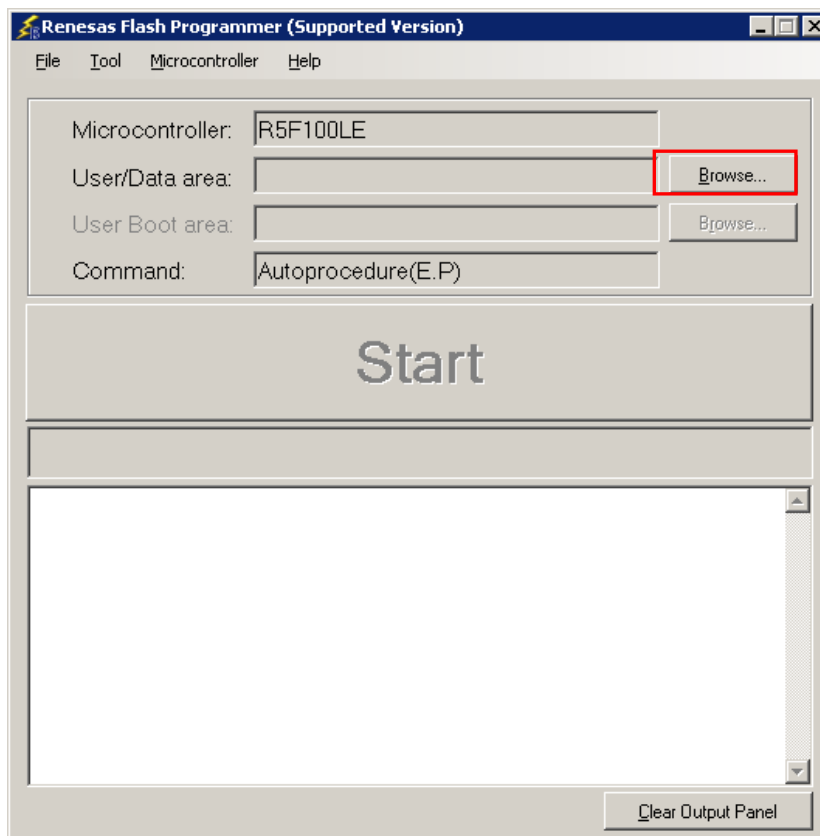 Renesas Flash Programmer (Supported Version)
File Tool Microcontroller Help
Microcontroller: R5F100LE
User/Data area: Browse...
User Boot area: Browse...
Command: Autoprocedure(E.P)
Start
Clear Output Panel